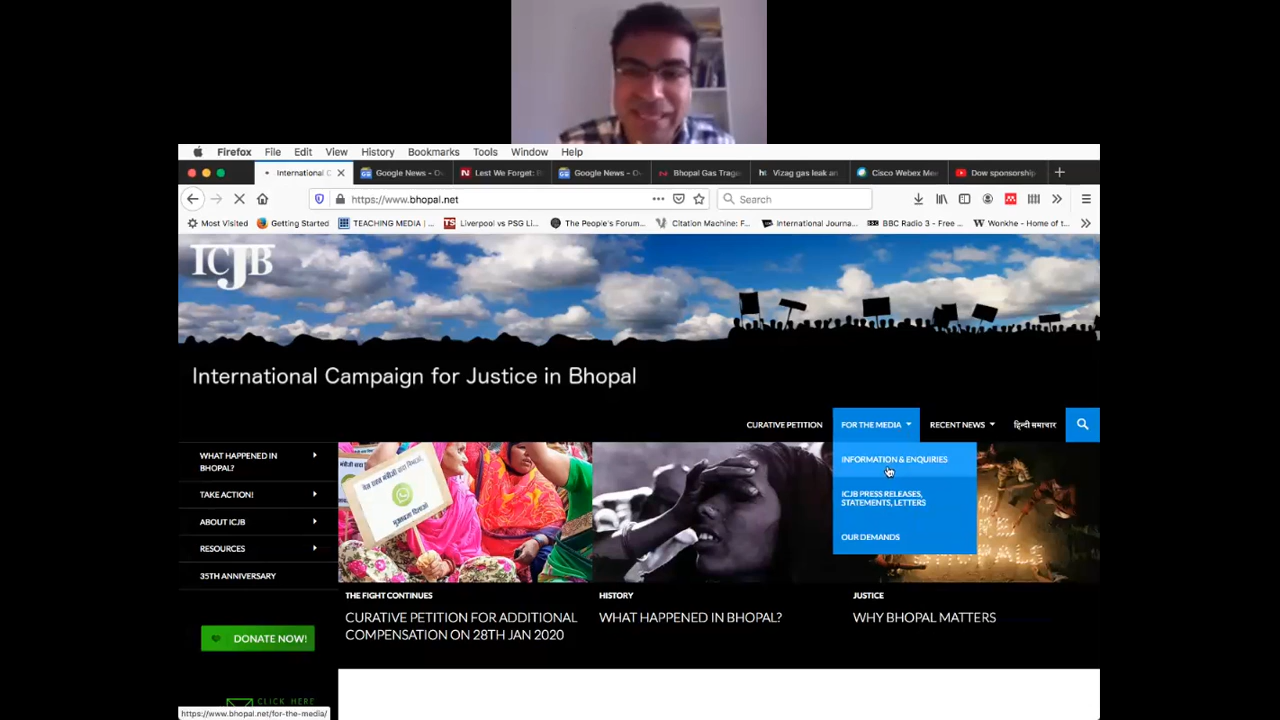 Firefox File Edit View History Bookmarks Tools Window Help
International C
Google News - Ov
Lest We Forget: B
Google News - Ov
Bhopal Gas Trage
Vizag gas leak an
Cisco Webex Mee
Dow sponsorship
https://www.bhopal.net
Search
Most Visited
Getting Started
TEACHING MEDIA |...
Liverpool vs PSG Li...
The People's Forum...
Citation Machine: F...
International Journa...
BBC Radio 3 - Free ...
Wonkhe - Home of t...
ICJB
International Campaign for Justice in Bhopal
CURATIVE PETITION
FOR THE MEDIA
RECENT NEWS
हिन्दी समाचार
INFORMATION & ENQUIRIES
ICJB PRESS RELEASES,
STATEMENTS, LETTERS
OUR DEMANDS
WHAT HAPPENED IN
BHOPAL?
TAKE ACTION!
ABOUT ICJB
RESOURCES
35TH ANNIVERSARY
DONATE NOW!
CLICK HERE
THE FIGHT CONTINUES
CURATIVE PETITION FOR ADDITIONAL
COMPENSATION ON 28TH JAN 2020
HISTORY
WHAT HAPPENED IN BHOPAL?
JUSTICE
WHY BHOPAL MATTERS
https://www.bhopal.net/for-the-media/